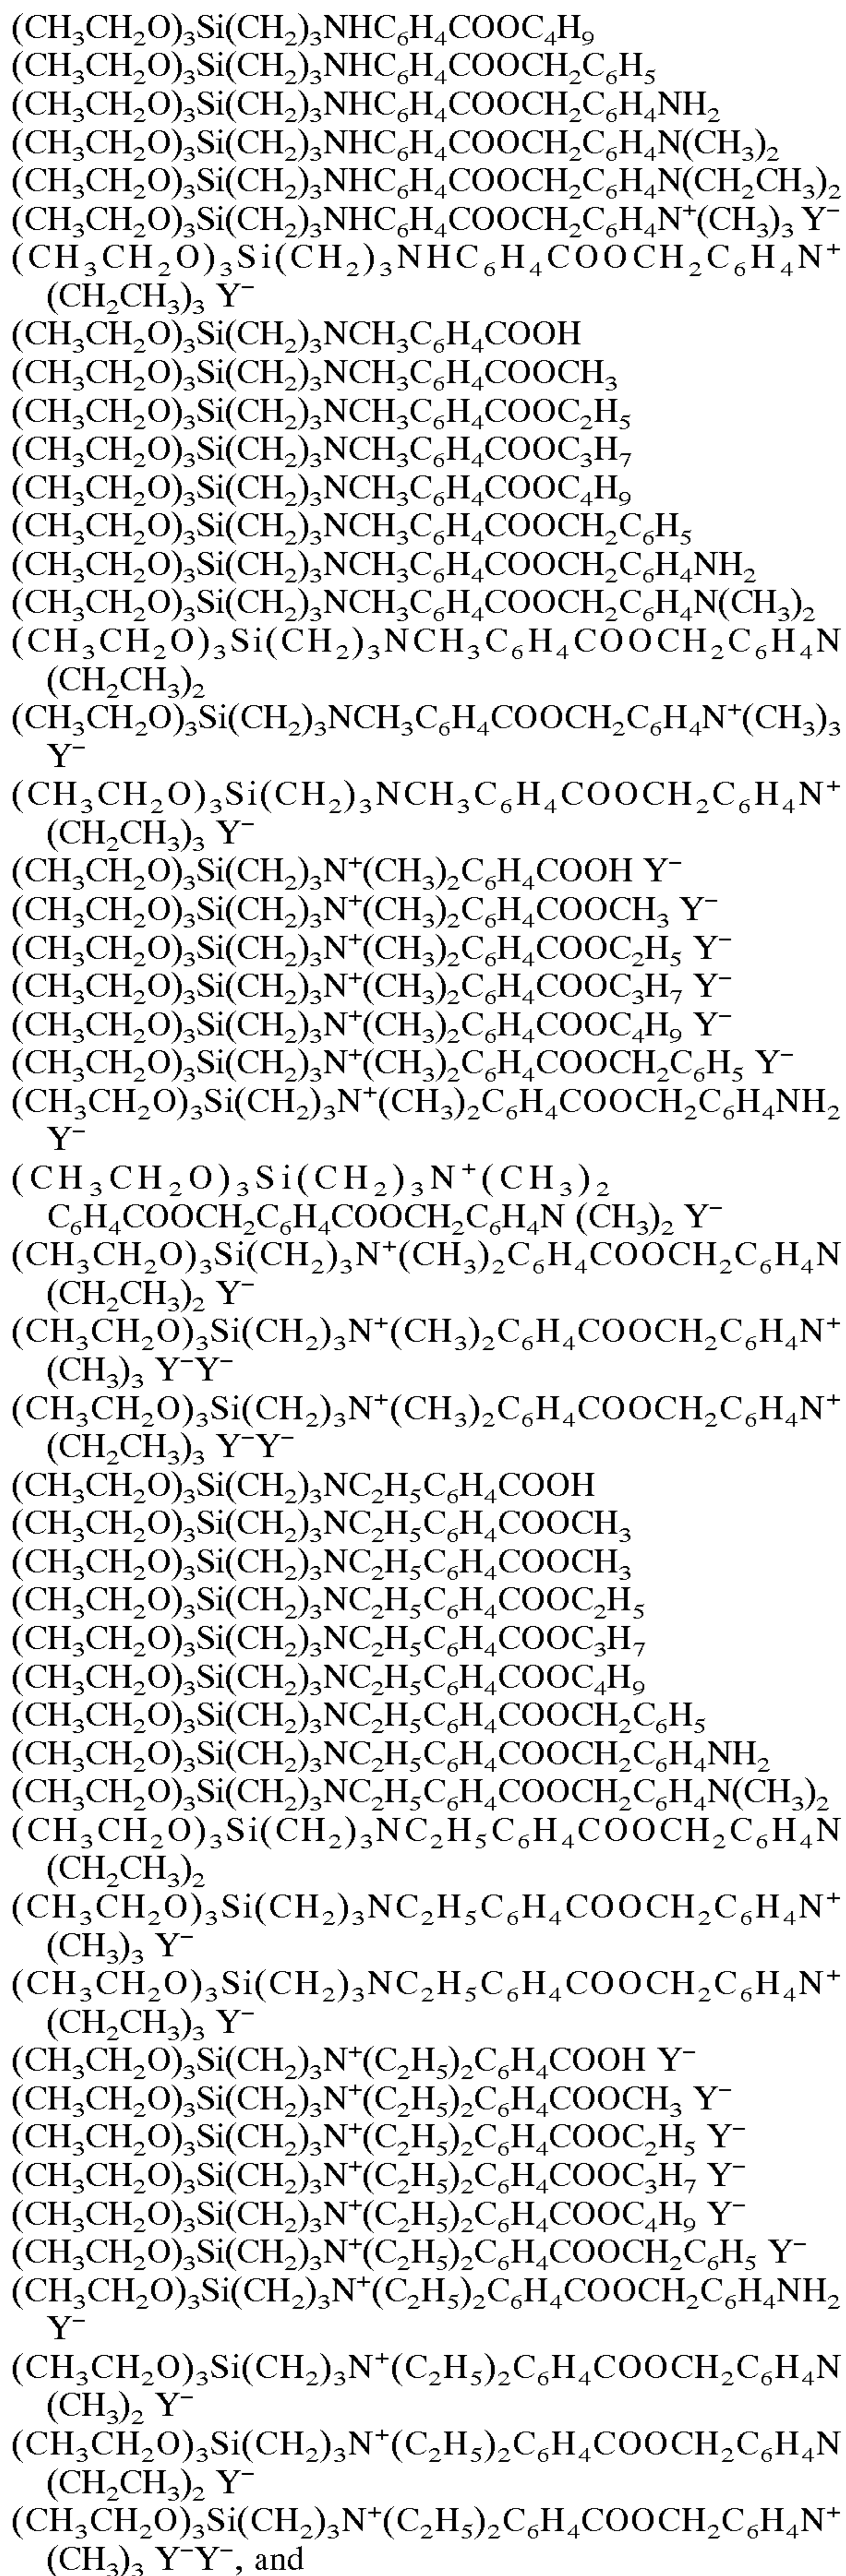 (CH₃CH₂O)₃Si(CH₂)₃NHC₆H₄COOC₄H₉
(CH₃CH₂O)₃Si(CH₂)₃NHC₆H₄COOCH₂C₆H₅
(CH₃CH₂O)₃Si(CH₂)₃NHC₆H₄COOCH₂C₆H₄NH₂
(CH₃CH₂O)₃Si(CH₂)₃NHC₆H₄COOCH₂C₆H₄N(CH₃)₂
(CH₃CH₂O)₃Si(CH₂)₃NHC₆H₄COOCH₂C₆H₄N(CH₂CH₃)₂
(CH₃CH₂O)₃Si(CH₂)₃NHC₆H₄COOCH₂C₆H₄N⁺(CH₃)₃ Y⁻
(CH₃CH₂O)₃Si(CH₂)₃NHC₆H₄COOCH₂C₆H₄N⁺
(CH₂CH₃)₃ Y⁻
(CH₃CH₂O)₃Si(CH₂)₃NCH₃C₆H₄COOH
(CH₃CH₂O)₃Si(CH₂)₃NCH₃C₆H₄COOCH₃
(CH₃CH₂O)₃Si(CH₂)₃NCH₃C₆H₄COOC₂H₅
(CH₃CH₂O)₃Si(CH₂)₃NCH₃C₆H₄COOC₃H₇
(CH₃CH₂O)₃Si(CH₂)₃NCH₃C₆H₄COOC₄H₉
(CH₃CH₂O)₃Si(CH₂)₃NCH₃C₆H₄COOCH₂C₆H₅
(CH₃CH₂O)₃Si(CH₂)₃NCH₃C₆H₄COOCH₂C₆H₄NH₂
(CH₃CH₂O)₃Si(CH₂)₃NCH₃C₆H₄COOCH₂C₆H₄N(CH₃)₂
(CH₃CH₂O)₃Si(CH₂)₃NCH₃C₆H₄COOCH₂C₆H₄N
(CH₂CH₃)₂
(CH₃CH₂O)₃Si(CH₂)₃NCH₃C₆H₄COOCH₂C₆H₄N⁺(CH₃)₃
Y⁻
(CH₃CH₂O)₃Si(CH₂)₃NCH₃C₆H₄COOCH₂C₆H₄N⁺
(CH₂CH₃)₃ Y⁻
(CH₃CH₂O)₃Si(CH₂)₃N⁺(CH₃)₂C₆H₄COOH Y⁻
(CH₃CH₂O)₃Si(CH₂)₃N⁺(CH₃)₂C₆H₄COOCH₃ Y⁻
(CH₃CH₂O)₃Si(CH₂)₃N⁺(CH₃)₂C₆H₄COOC₂H₅ Y⁻
(CH₃CH₂O)₃Si(CH₂)₃N⁺(CH₃)₂C₆H₄COOC₃H₇ Y⁻
(CH₃CH₂O)₃Si(CH₂)₃N⁺(CH₃)₂C₆H₄COOC₄H₉ Y⁻
(CH₃CH₂O)₃Si(CH₂)₃N⁺(CH₃)₂C₆H₄COOCH₂C₆H₅ Y⁻
(CH₃CH₂O)₃Si(CH₂)₃N⁺(CH₃)₂C₆H₄COOCH₂C₆H₄NH₂
Y⁻
(CH₃CH₂O)₃Si(CH₂)₃N⁺(CH₃)₂
C₆H₄COOCH₂C₆H₄COOCH₂C₆H₄N (CH₃)₂ Y⁻
(CH₃CH₂O)₃Si(CH₂)₃N⁺(CH₃)₂C₆H₄COOCH₂C₆H₄N
(CH₂CH₃)₂ Y⁻
(CH₃CH₂O)₃Si(CH₂)₃N⁺(CH₃)₂C₆H₄COOCH₂C₆H₄N⁺
(CH₃)₃ Y⁻Y⁻
(CH₃CH₂O)₃Si(CH₂)₃N⁺(CH₃)₂C₆H₄COOCH₂C₆H₄N⁺
(CH₂CH₃)₃ Y⁻Y⁻
(CH₃CH₂O)₃Si(CH₂)₃NC₂H₅C₆H₄COOH
(CH₃CH₂O)₃Si(CH₂)₃NC₂H₅C₆H₄COOCH₃
(CH₃CH₂O)₃Si(CH₂)₃NC₂H₅C₆H₄COOCH₃
(CH₃CH₂O)₃Si(CH₂)₃NC₂H₅C₆H₄COOC₂H₅
(CH₃CH₂O)₃Si(CH₂)₃NC₂H₅C₆H₄COOC₃H₇
(CH₃CH₂O)₃Si(CH₂)₃NC₂H₅C₆H₄COOC₄H₉
(CH₃CH₂O)₃Si(CH₂)₃NC₂H₅C₆H₄COOCH₂C₆H₅
(CH₃CH₂O)₃Si(CH₂)₃NC₂H₅C₆H₄COOCH₂C₆H₄NH₂
(CH₃CH₂O)₃Si(CH₂)₃NC₂H₅C₆H₄COOCH₂C₆H₄N(CH₃)₂
(CH₃CH₂O)₃Si(CH₂)₃NC₂H₅C₆H₄COOCH₂C₆H₄N
(CH₂CH₃)₂
(CH₃CH₂O)₃Si(CH₂)₃NC₂H₅C₆H₄COOCH₂C₆H₄N⁺
(CH₃)₃ Y⁻
(CH₃CH₂O)₃Si(CH₂)₃NC₂H₅C₆H₄COOCH₂C₆H₄N⁺
(CH₂CH₃)₃ Y⁻
(CH₃CH₂O)₃Si(CH₂)₃N⁺(C₂H₅)₂C₆H₄COOH Y⁻
(CH₃CH₂O)₃Si(CH₂)₃N⁺(C₂H₅)₂C₆H₄COOCH₃ Y⁻
(CH₃CH₂O)₃Si(CH₂)₃N⁺(C₂H₅)₂C₆H₄COOC₂H₅ Y⁻
(CH₃CH₂O)₃Si(CH₂)₃N⁺(C₂H₅)₂C₆H₄COOC₃H₇ Y⁻
(CH₃CH₂O)₃Si(CH₂)₃N⁺(C₂H₅)₂C₆H₄COOC₄H₉ Y⁻
(CH₃CH₂O)₃Si(CH₂)₃N⁺(C₂H₅)₂C₆H₄COOCH₂C₆H₅ Y⁻
(CH₃CH₂O)₃Si(CH₂)₃N⁺(C₂H₅)₂C₆H₄COOCH₂C₆H₄NH₂
Y⁻
(CH₃CH₂O)₃Si(CH₂)₃N⁺(C₂H₅)₂C₆H₄COOCH₂C₆H₄N
(CH₃)₂ Y⁻
(CH₃CH₂O)₃Si(CH₂)₃N⁺(C₂H₅)₂C₆H₄COOCH₂C₆H₄N
(CH₂CH₃)₂ Y⁻
(CH₃CH₂O)₃Si(CH₂)₃N⁺(C₂H₅)₂C₆H₄COOCH₂C₆H₄N⁺
(CH₃)₃ Y⁻Y⁻, and